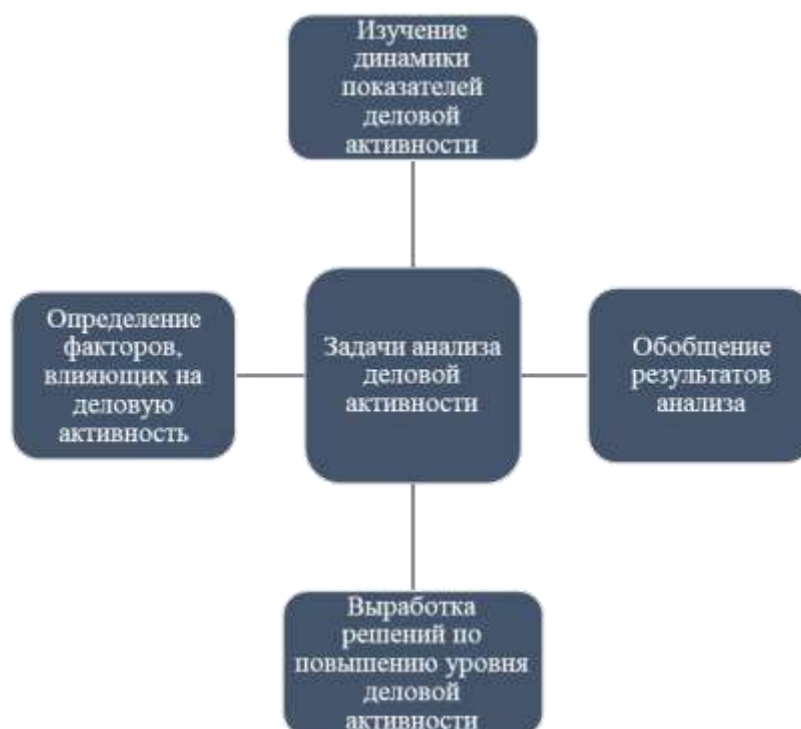 Изучение
динамики
показателей
деловой
активности
Определение
факторов,
влияющих на
деловую
активность
Задачи анализа
деловой
активности
Обобщение
результатов
анализа
Выработка
решений по
повышению уровня
деловой
активности